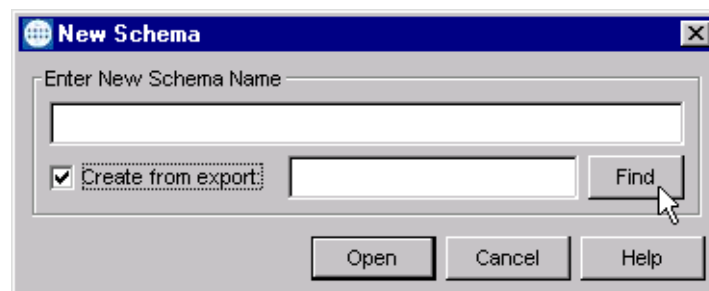 New Schema
Enter New Schema Name
Create from export:
Find
Open
Cancel
Help